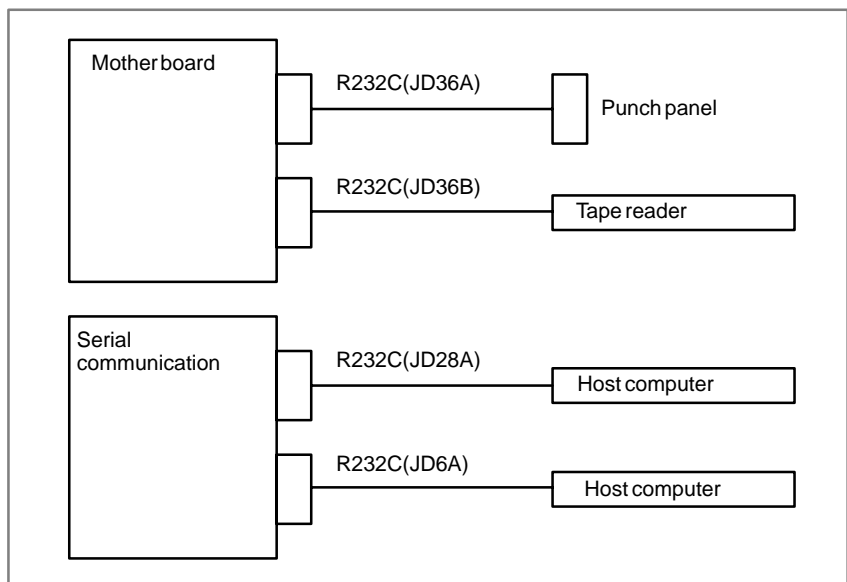 Mother board
R232C(JD36A)
Punch panel
R232C(JD36B)
Tape reader
Serial
communication
R232C(JD28A)
Host computer
R232C(JD6A)
Host computer